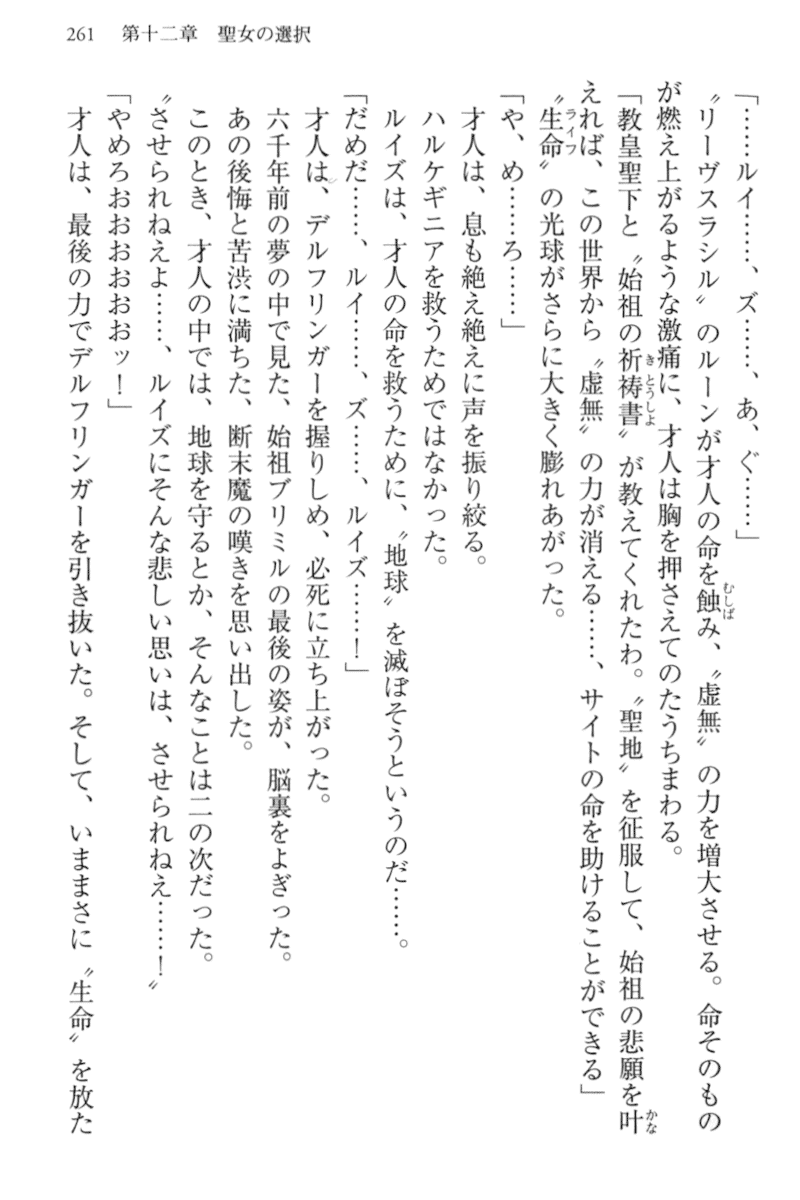 261　第十二章　聖女の選択
「……ルイ……、ズ……、あ、ぐ……」
〝リーヴスラシル〟のルーンが才人の命を蝕み、〝虚無〟の力を増大させる。命そのもの
が燃え上がるような激痛に、才人は胸を押さえてのたうちまわる。
「教皇聖下と〝始祖の祈祷書〟が教えてくれたわ。〝聖地〟を征服して、始祖の悲願を叶
えれば、この世界から〝虚無〟の力が消える……、サイトの命を助けることができる」
〝生命〟の光球がさらに大きく膨れあがった。
「や、め……ろ……」
才人は、息も絶え絶えに声を振り絞る。
ハルケギニアを救うためではなかった。
ルイズは、才人の命を救うために、〝地球〟を滅ぼそうというのだ……。
「だめだ……、ルイ……、ズ……、ルイズ……！」
才人は、デルフリンガーを握りしめ、必死に立ち上がった。
六千年前の夢の中で見た、始祖ブリミルの最後の姿が、脳裏をよぎった。
あの後悔と苦渋に満ちた、断末魔の嘆きを思い出した。
このとき、才人の中では、地球を守るとか、そんなことは二の次だった。
〝させられねえよ……、ルイズにそんな悲しい思いは、させられねえ……！〟
「やめろおおおおおおッ！」
才人は、最後の力でデルフリンガーを引き抜いた。そして、いままさに〝生命〟を放た